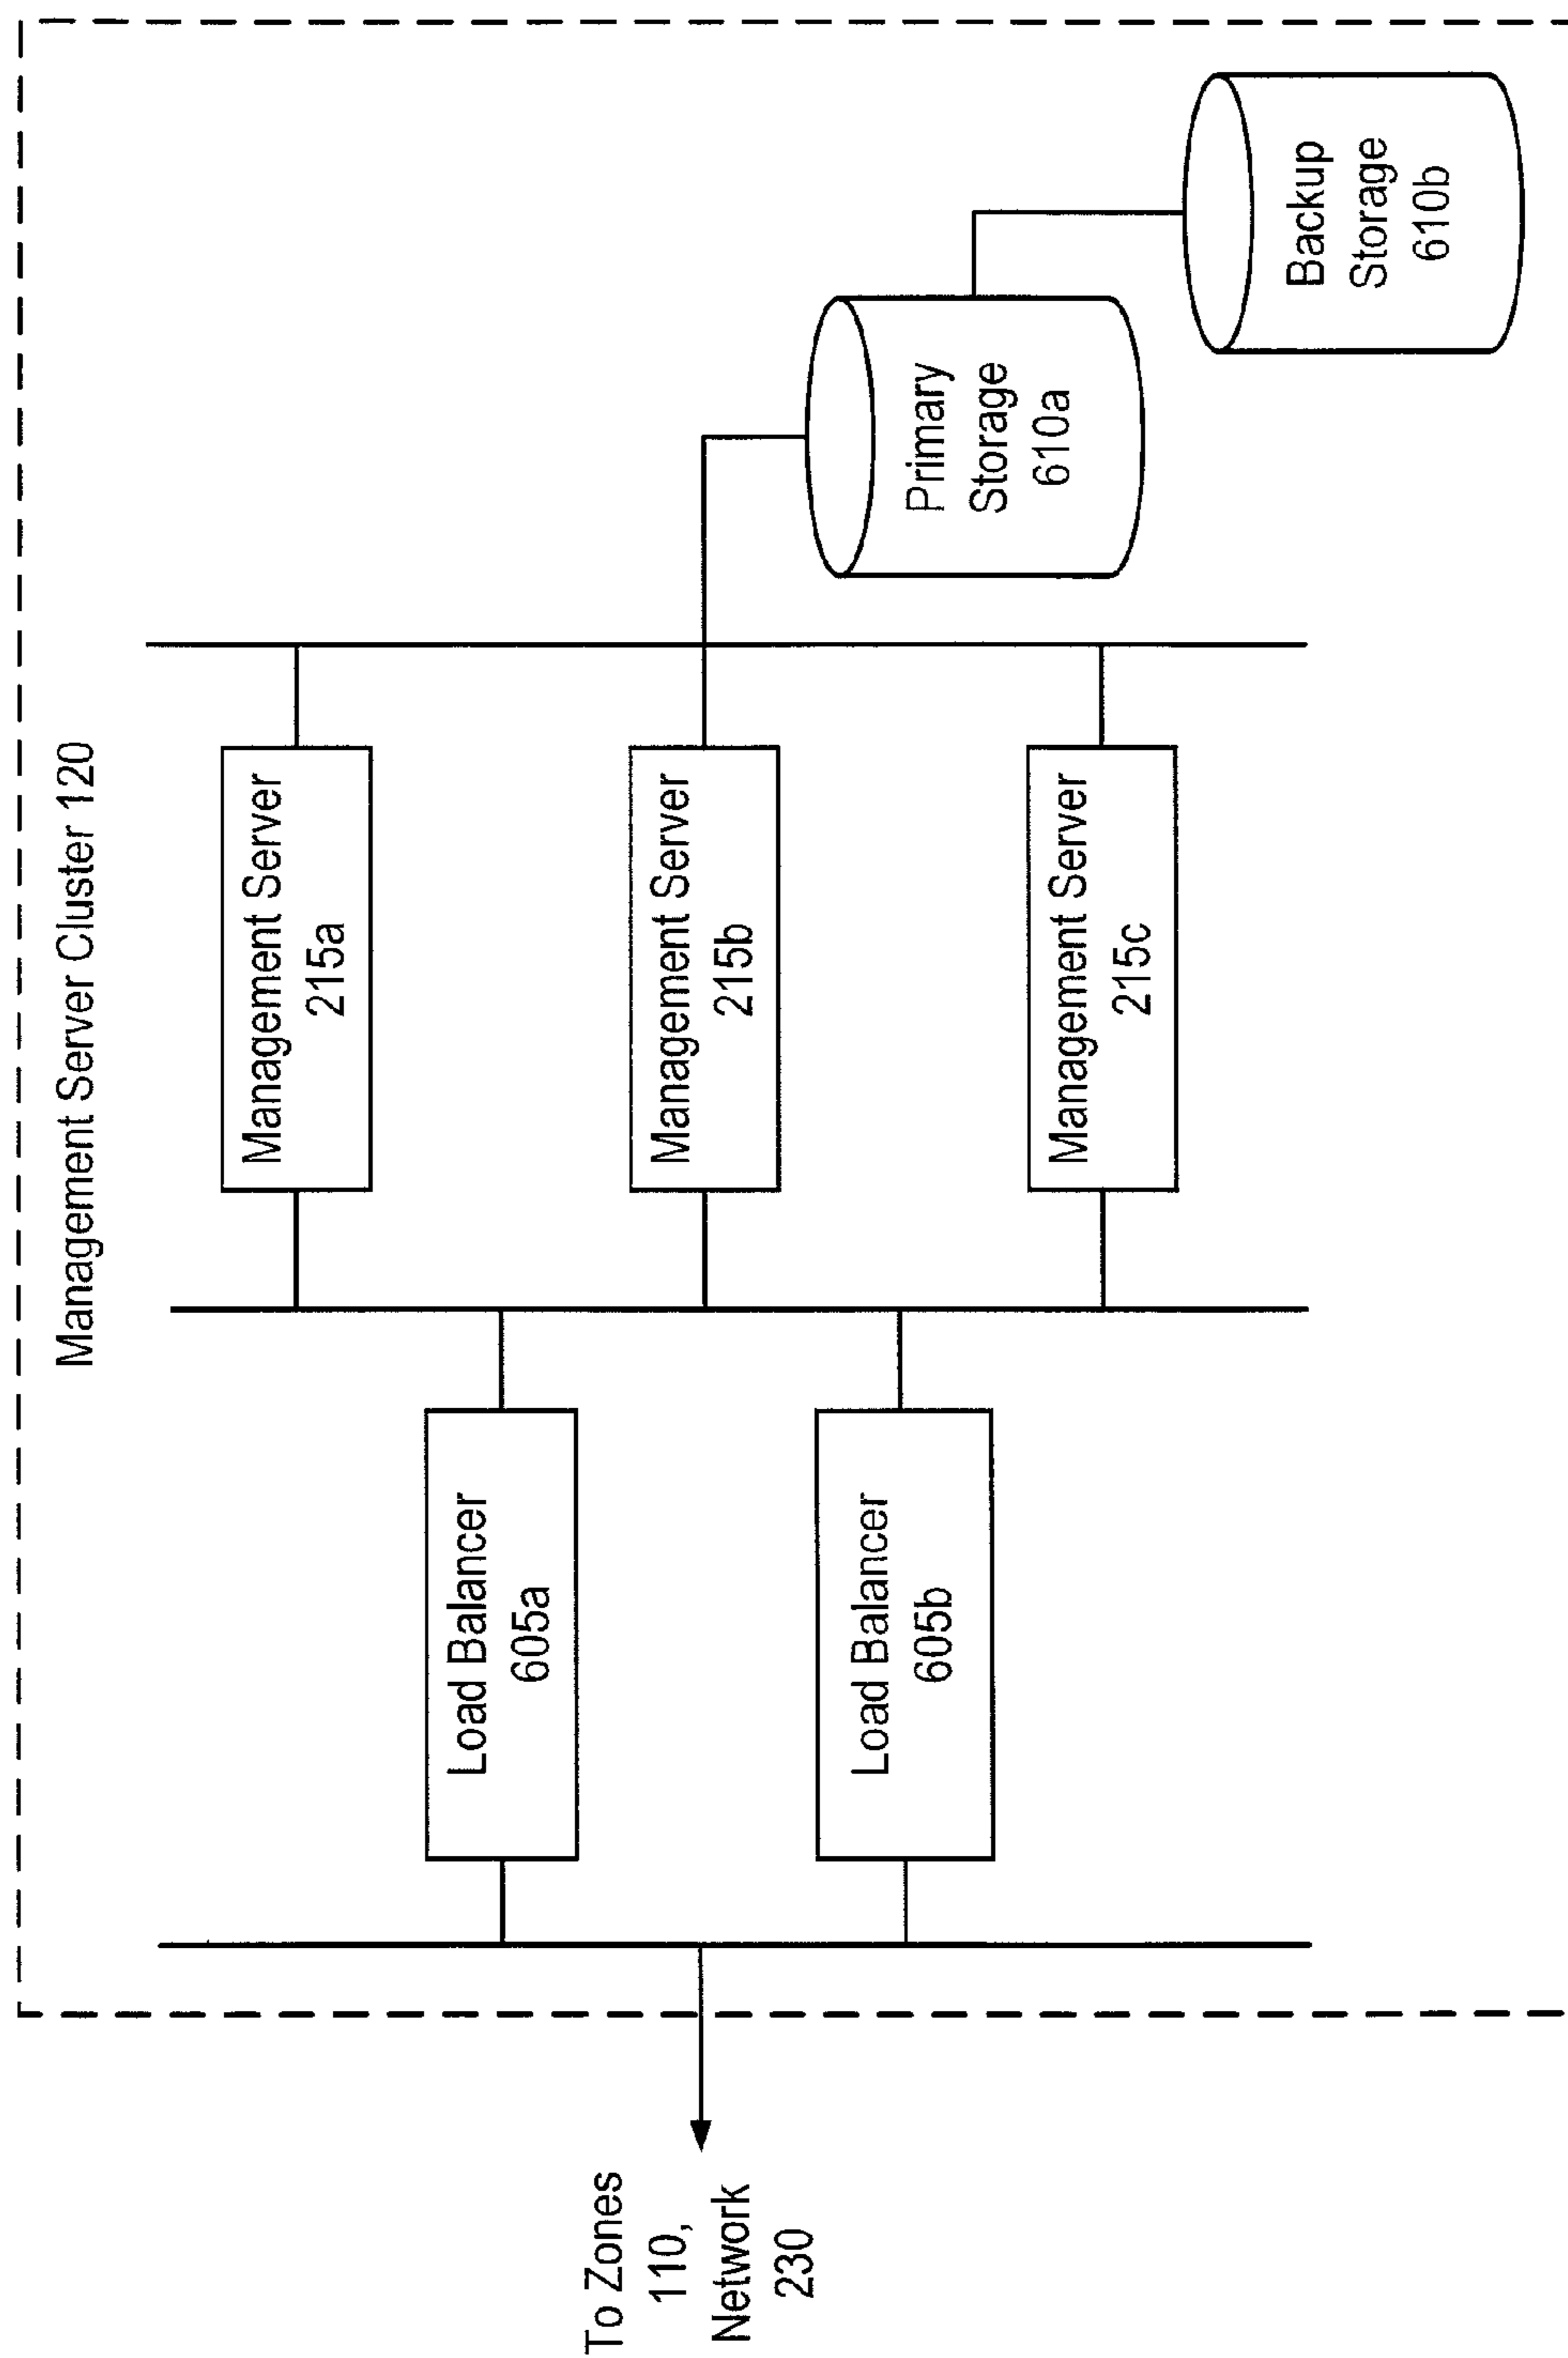 Management Server Cluster 120
To Zones
110,
Network
230
Load Balancer
605a
Load Balancer
605b
Management Server
215a
Management Server
215b
Management Server
215c
Primary
Storage
610a
Backup
Storage
610b